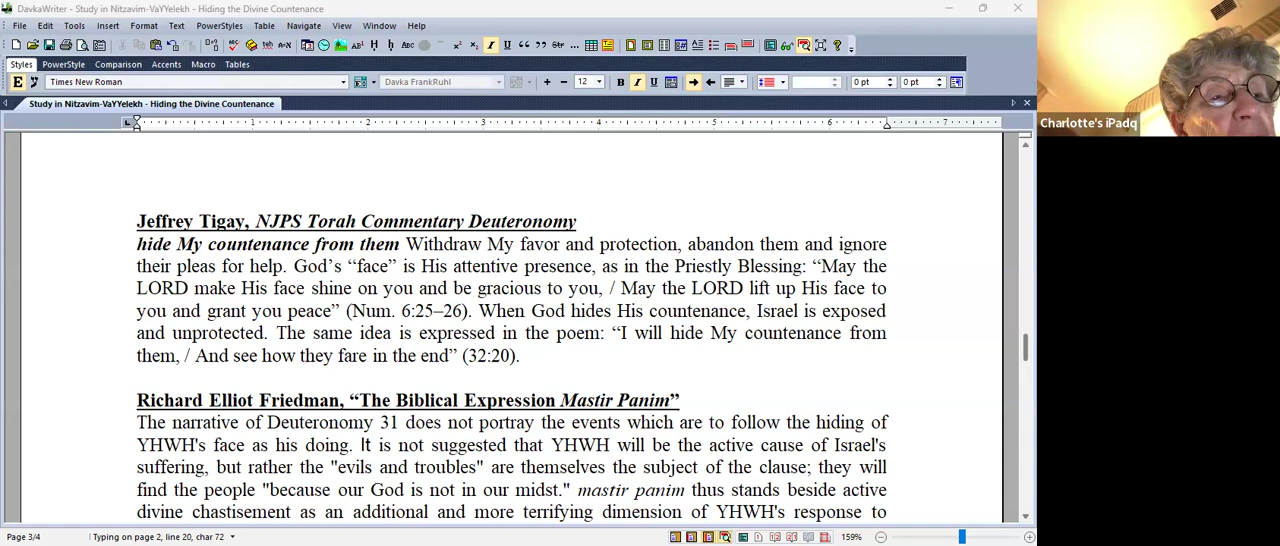 DavkaWriter - Study in Nitzavim-VaYYelekh - Hiding the Divine Countenance
File Edit Tools Insert Format Text PowerStyles Table Navigate View Window Help
Styles PowerStyle Comparison Accents Macro Tables
Times New Roman Davka FrankRuhl 12 B I U 0 pt 0 pt
Study in Nitzavim-VaYYelekh - Hiding the Divine Countenance
1 2 3 4 5 6 7
Charlotte's iPadq
Jeffrey Tigay, NJPS Torah Commentary Deuteronomy
hide My countenance from them Withdraw My favor and protection, abandon them and ignore
their pleas for help. God’s “face” is His attentive presence, as in the Priestly Blessing: “May the
LORD make His face shine on you and be gracious to you, / May the LORD lift up His face to
you and grant you peace” (Num. 6:25–26). When God hides His countenance, Israel is exposed
and unprotected. The same idea is expressed in the poem: “I will hide My countenance from
them, / And see how they fare in the end” (32:20).
Richard Elliot Friedman, “The Biblical Expression Mastir Panim”
The narrative of Deuteronomy 31 does not portray the events which are to follow the hiding of
YHWH's face as his doing. It is not suggested that YHWH will be the active cause of Israel's
suffering, but rather the "evils and troubles" are themselves the subject of the clause; they will
find the people "because our God is not in our midst." mastir panim thus stands beside active
divine chastisement as an additional and more terrifying dimension of YHWH's response to
Page 3/4 Typing on page 2, line 20, char 72 159%